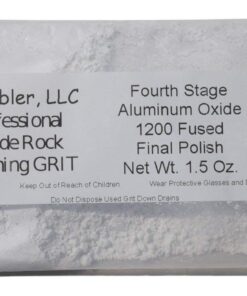 bler, LLC
fessional
de Rock
ning GRIT
Fourth Stage
Aluminum Oxide
1200 Fused
Final Polish
Net Wt. 1.5 Oz.
Keep Out of Reach of Children
Wear Protective Glasses and
Do Not Dispose Used Grit Down Drains